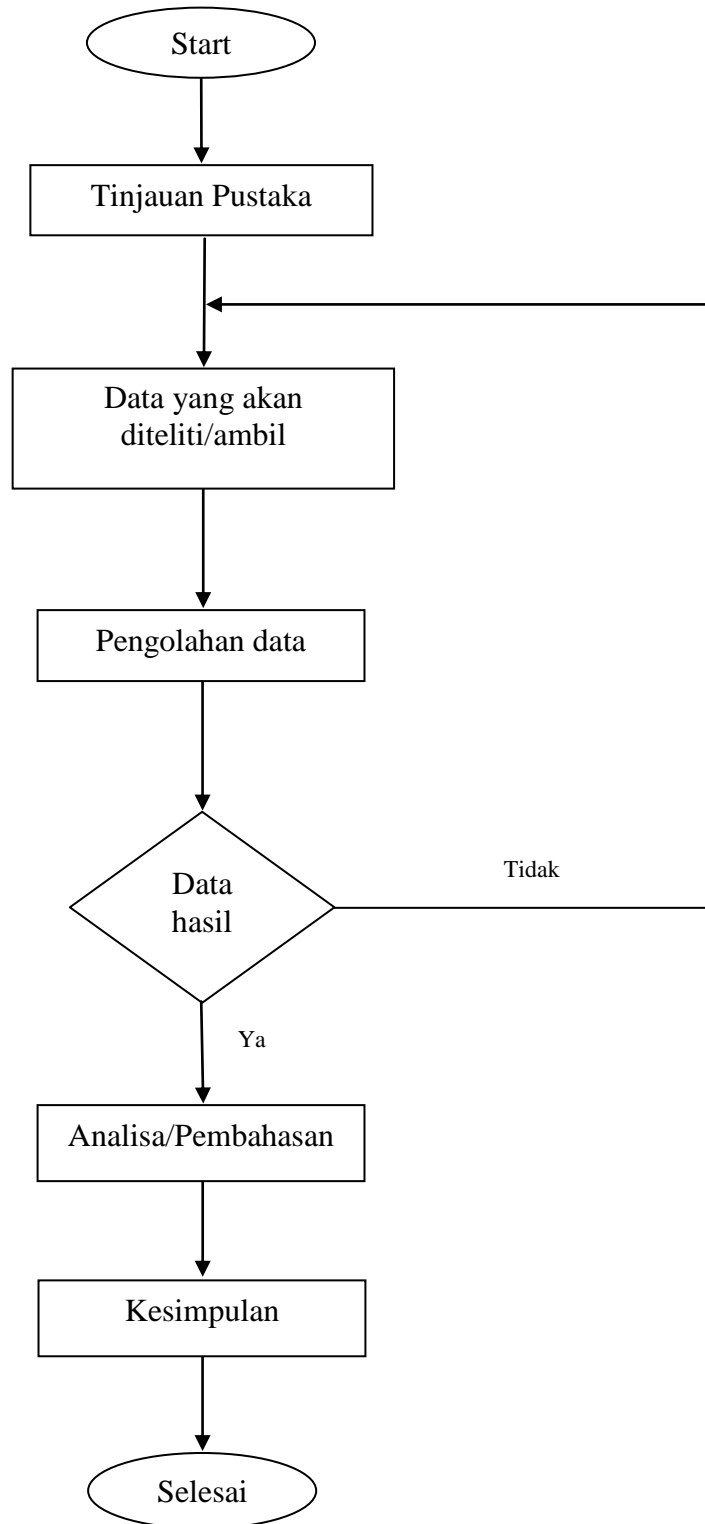 Start
Tinjauan Pustaka
Data yang akan
diteliti/ambil
Pengolahan data
Data
hasil
Tidak
Ya
Analisa/Pembahasan
Kesimpulan
Selesai